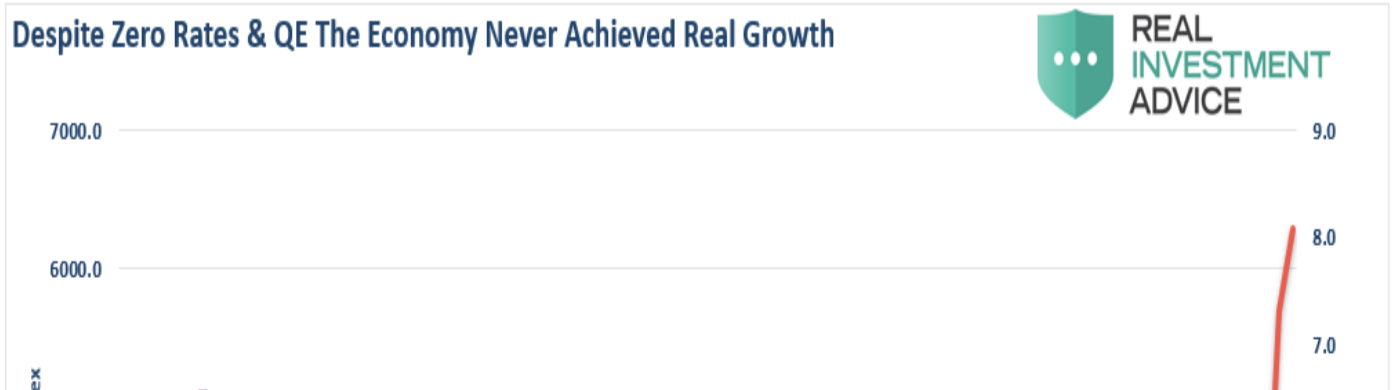 Despite Zero Rates & QE The Economy Never Achieved Real Growth
REAL
INVESTMENT
ADVICE
7000.0
9.0
8.0
6000.0
7.0
ex